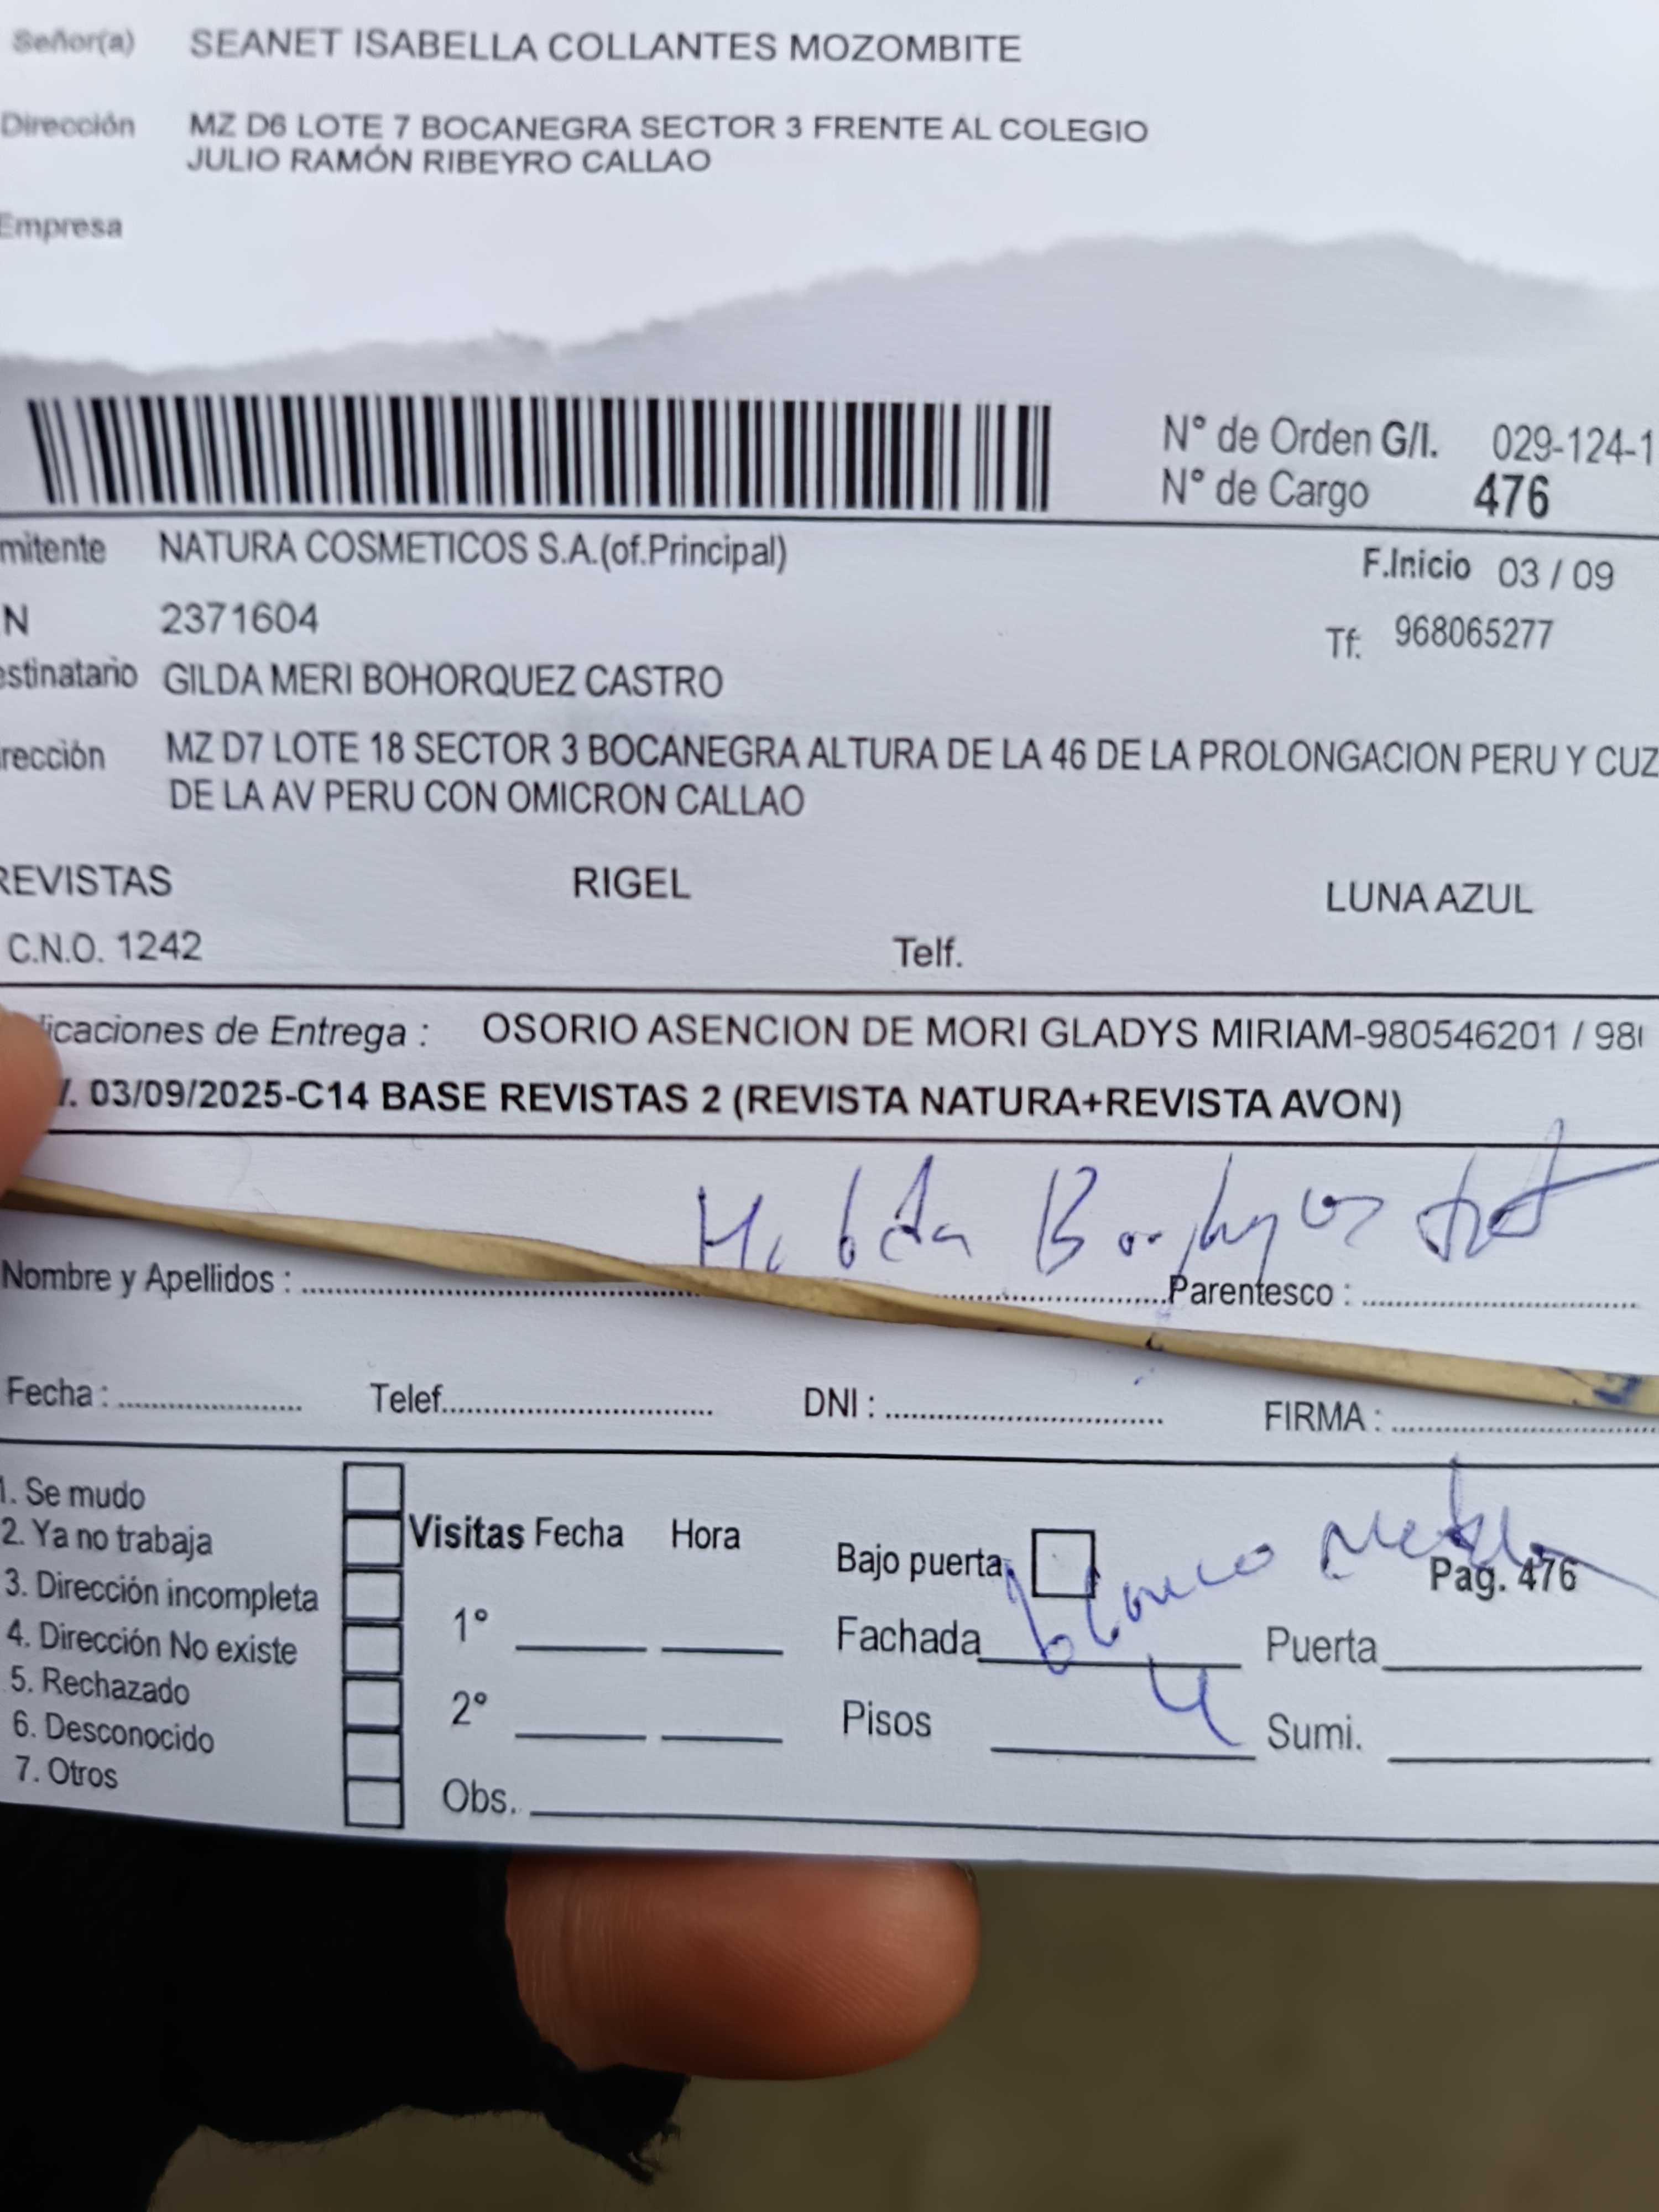 Señor(a) SEANET ISABELLA COLLANTES MOZOMBITE
Dirección MZ D6 LOTE 7 BOCANEGRA SECTOR 3 FRENTE AL COLEGIO
JULIO RAMÓN RIBEYRO CALLAO
Empresa
N° de Orden G/I. 029-124-1
N° de Cargo 476
mitente NATURA COSMETICOS S.A.(of.Principal) F.Inicio 03 / 09
N 2371604 Tf: 968065277
estinatario GILDA MERI BOHORQUEZ CASTRO
rección MZ D7 LOTE 18 SECTOR 3 BOCANEGRA ALTURA DE LA 46 DE LA PROLONGACION PERU Y CUZ
DE LA AV PERU CON OMICRON CALLAO
REVISTAS RIGEL LUNA AZUL
C.N.O. 1242 Telf.
icaciones de Entrega : OSORIO ASENCION DE MORI GLADYS MIRIAM-980546201 / 980
/. 03/09/2025-C14 BASE REVISTAS 2 (REVISTA NATURA+REVISTA AVON)
Nombre y Apellidos : Parentesco :
Fecha : Telef. DNI : FIRMA :
1. Se mudo
2. Ya no trabaja
3. Dirección incompleta
4. Dirección No existe
5. Rechazado
6. Desconocido
7. Otros
Visitas Fecha Hora
1°
2°
Obs.
Bajo puerta Pag. 476
Fachada blanco Puerta
Pisos 4 Sumi.